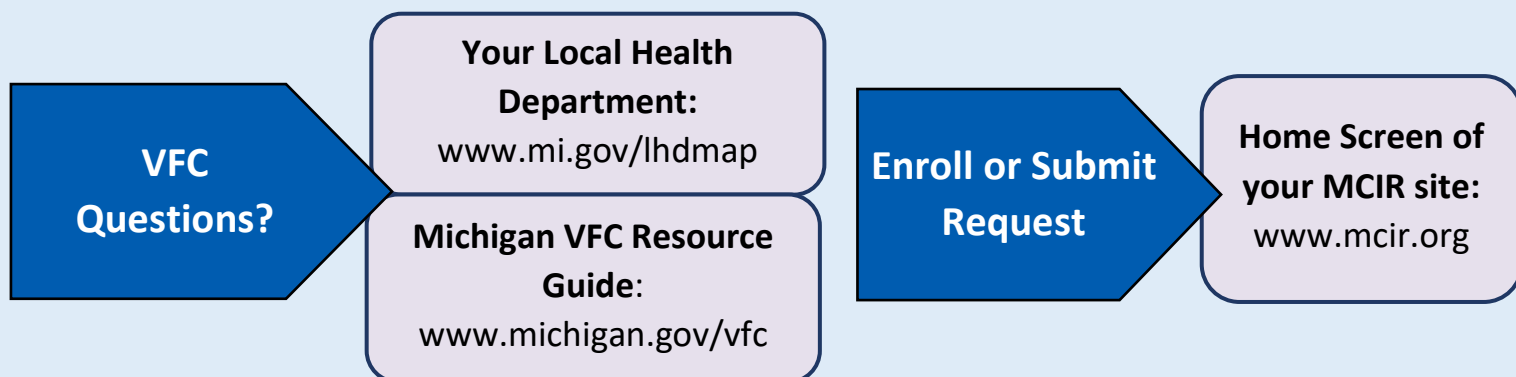 VFC
Questions?
Your Local Health
Department:
www.mi.gov/lhdmap
Michigan VFC Resource
Guide:
www.michigan.gov/vfc
Enroll or Submit
Request
Home Screen of
your MCIR site:
www.mcir.org